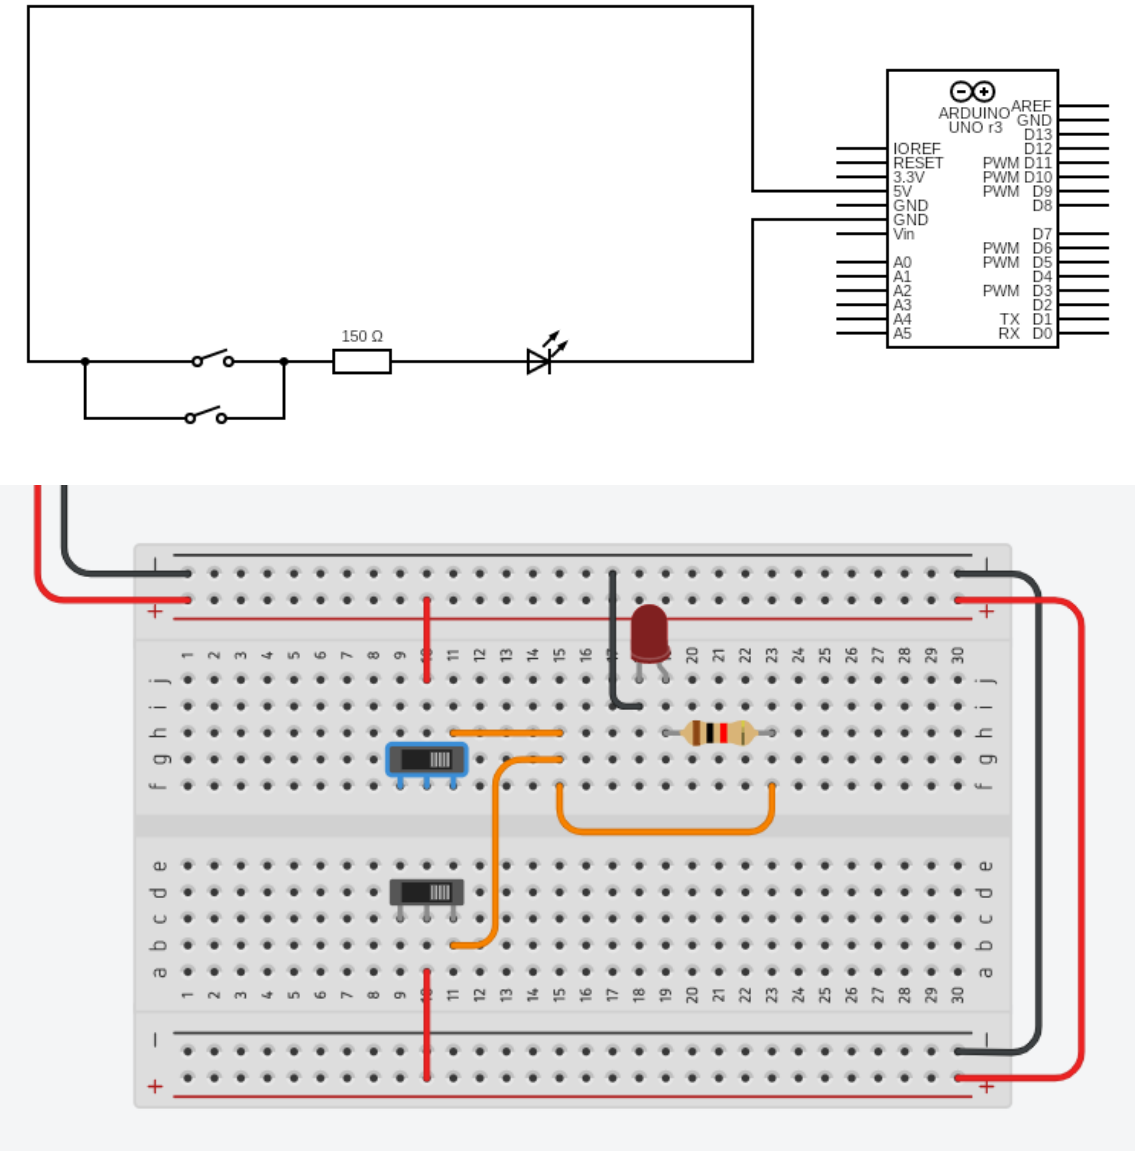 ARDUINO
UNO r3
AREF
GND
D13
IOREF D12
RESET PWM D11
3.3V PWM D10
5V PWM D9
GND D8
GND
Vin D7
PWM D6
A0 PWM D5
A1 D4
A2 PWM D3
A3 D2
A4 TX D1
A5 RX D0
150 Ω
− −
+ +
1 2 3 4 5 6 7 8 9 10 11 12 13 14 15 16 17 18 19 20 21 22 23 24 25 26 27 28 29 30
j j
i i
h h
g g
f f
e e
d d
c c
b b
a a
1 2 3 4 5 6 7 8 9 10 11 12 13 14 15 16 17 18 19 20 21 22 23 24 25 26 27 28 29 30
− −
+ +